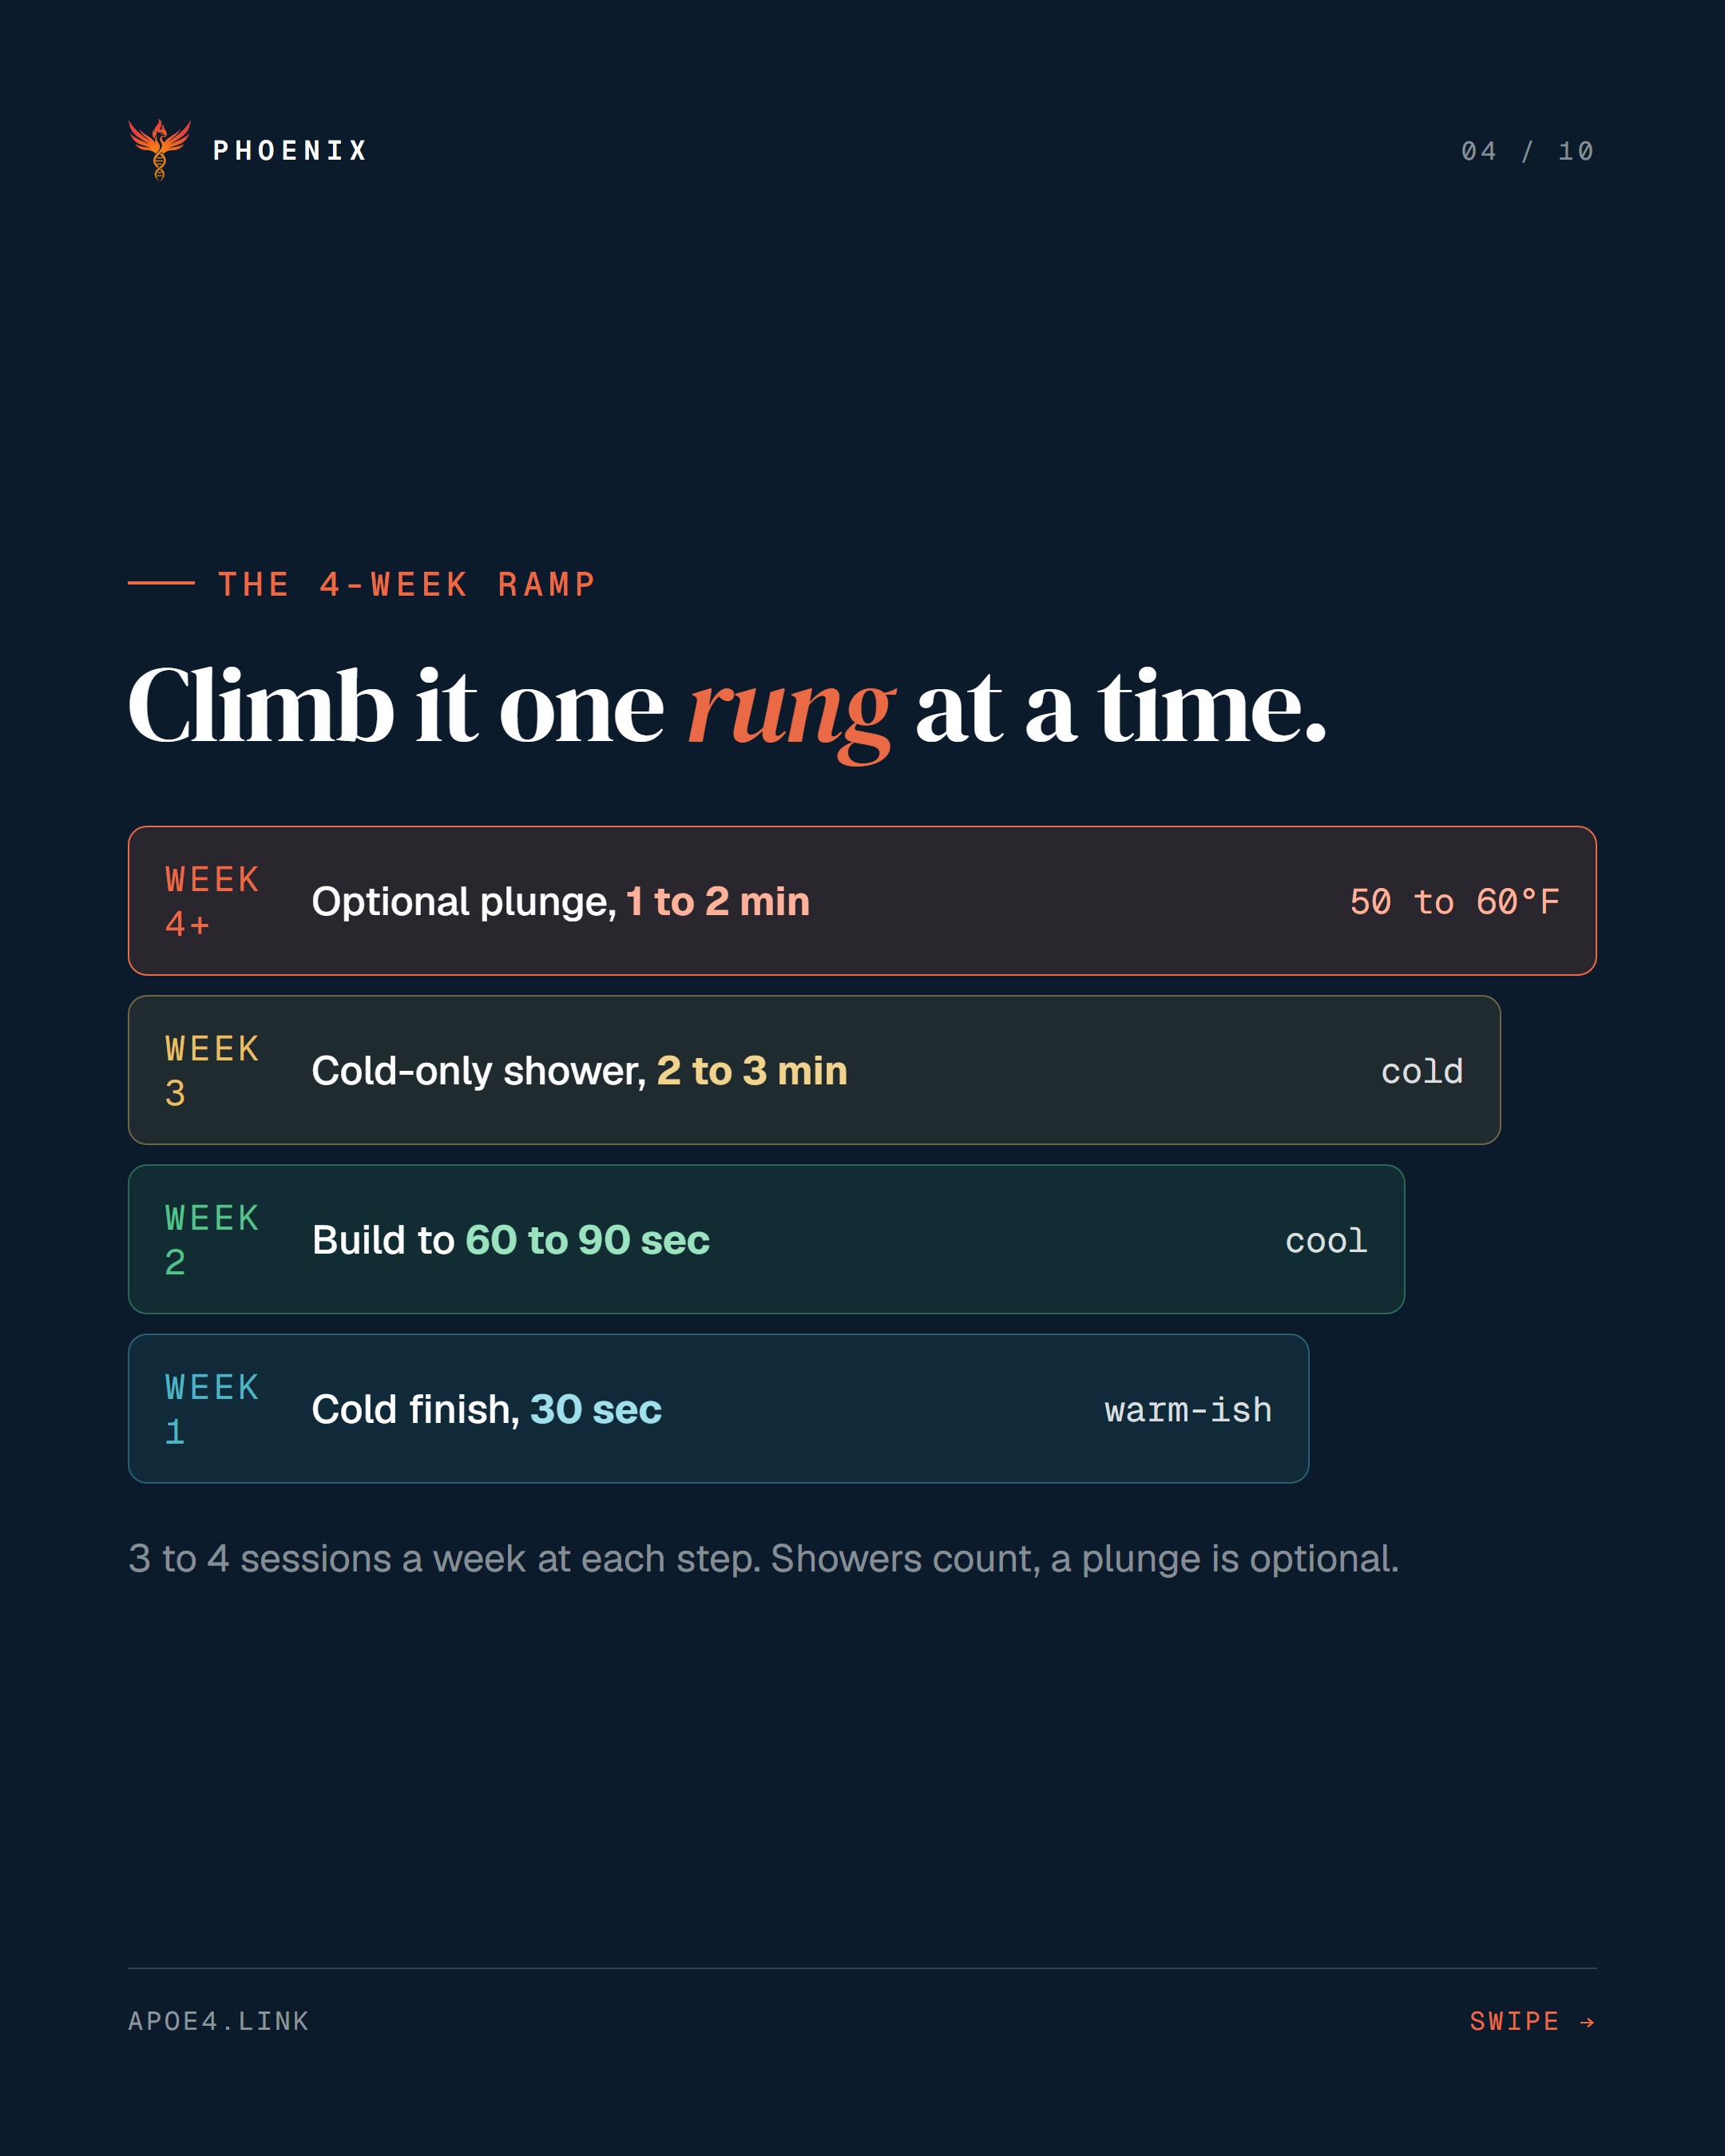 PHOENIX
04 / 10
THE 4-WEEK RAMP
Climb it one rung at a time.
WEEK
4+
Optional plunge, 1 to 2 min
50 to 60°F
WEEK
3
Cold-only shower, 2 to 3 min
cold
WEEK
2
Build to 60 to 90 sec
cool
WEEK
1
Cold finish, 30 sec
warm-ish
3 to 4 sessions a week at each step. Showers count, a plunge is optional.
APOE4.LINK
SWIPE →